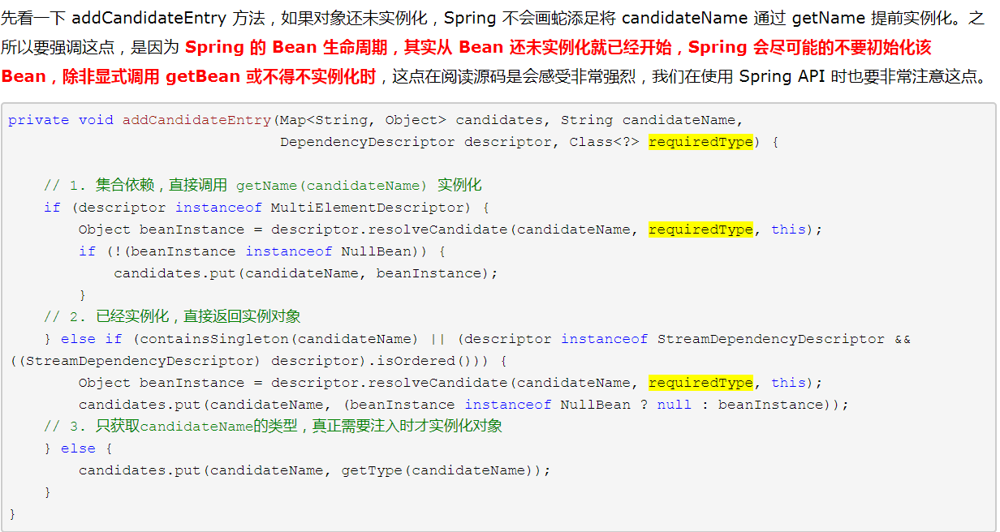 先看一下 addCandidateEntry 方法，如果对象还未实例化，Spring 不会画蛇添足将 candidateName 通过 getName 提前实例化。之
所以要强调这点，是因为 Spring 的 Bean 生命周期，其实从 Bean 还未实例化就已经开始，Spring 会尽可能的不要初始化该
Bean，除非显式调用 getBean 或不得不实例化时，这点在阅读源码是会感受非常强烈，我们在使用 Spring API 时也要非常注意这点。
private void addCandidateEntry(Map<String, Object> candidates, String candidateName,
                               DependencyDescriptor descriptor, Class<?> requiredType) {

    // 1. 集合依赖，直接调用 getName(candidateName) 实例化
    if (descriptor instanceof MultiElementDescriptor) {
        Object beanInstance = descriptor.resolveCandidate(candidateName, requiredType, this);
        if (!(beanInstance instanceof NullBean)) {
            candidates.put(candidateName, beanInstance);
        }
    // 2. 已经实例化，直接返回实例对象
    } else if (containsSingleton(candidateName) || (descriptor instanceof StreamDependencyDescriptor &&
((StreamDependencyDescriptor) descriptor).isOrdered())) {
        Object beanInstance = descriptor.resolveCandidate(candidateName, requiredType, this);
        candidates.put(candidateName, (beanInstance instanceof NullBean ? null : beanInstance));
    // 3. 只获取candidateName的类型，真正需要注入时才实例化对象
    } else {
        candidates.put(candidateName, getType(candidateName));
    }
}